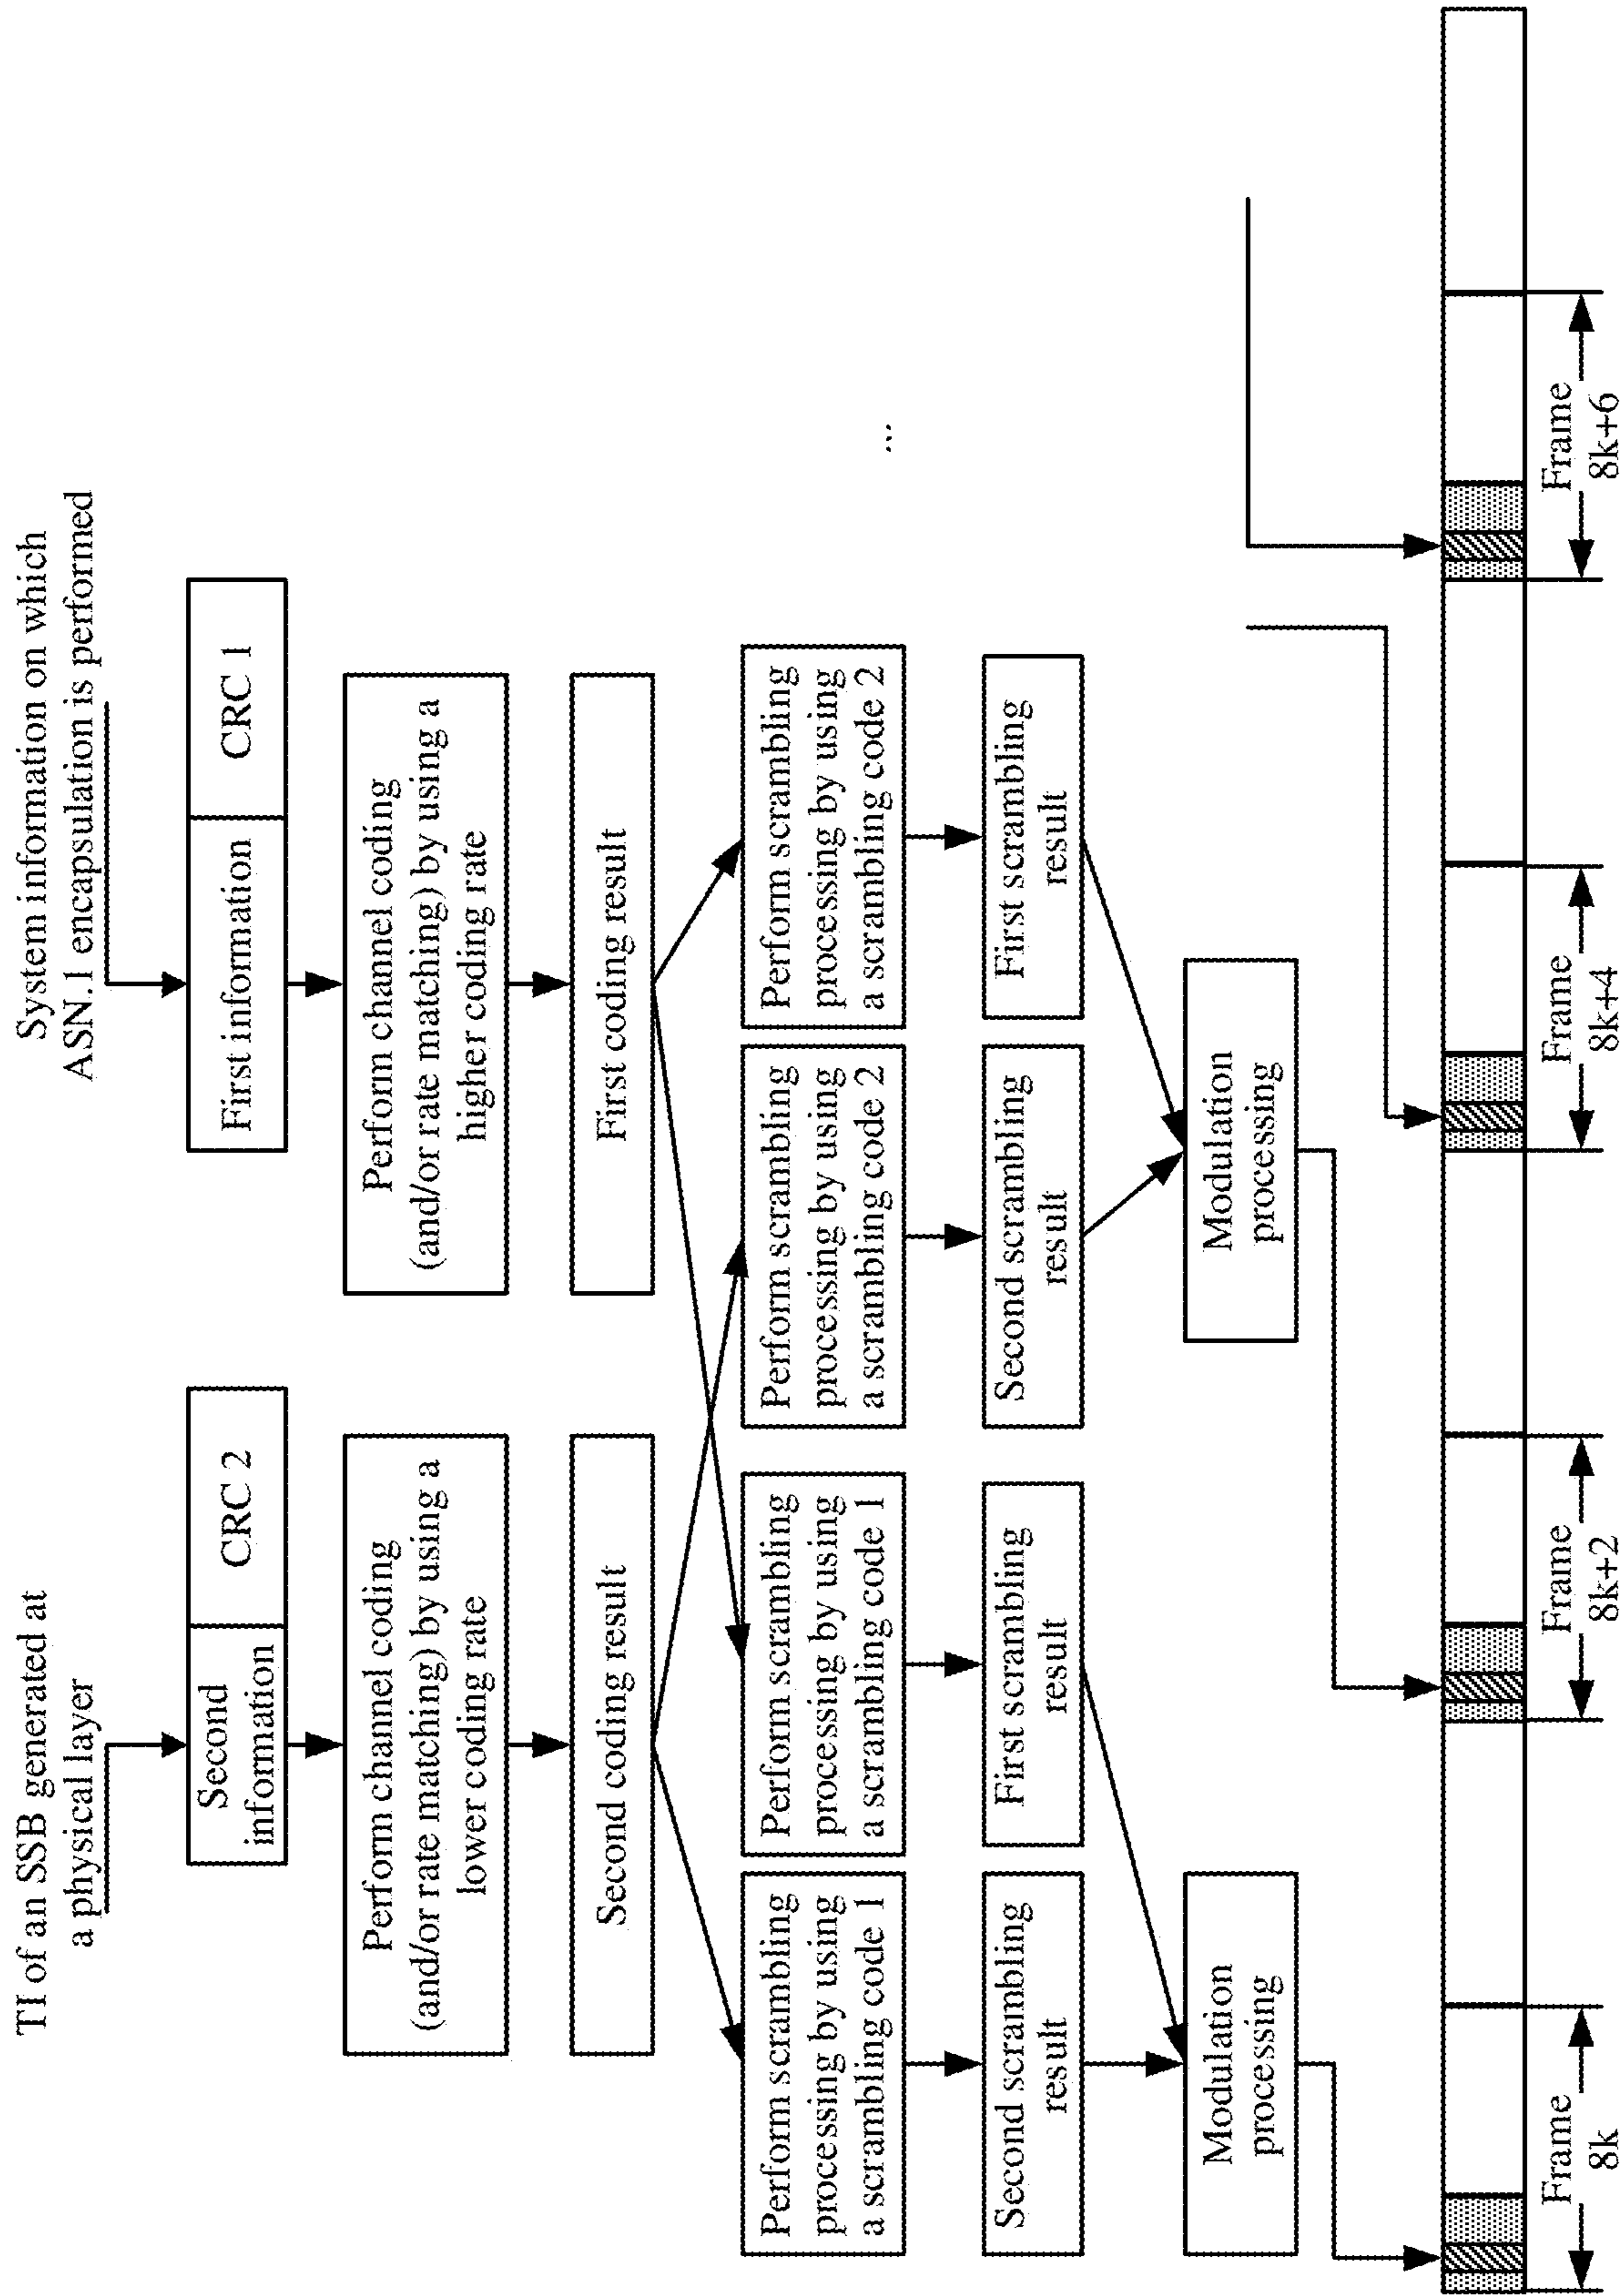 TI of an SSB generated at
a physical layer
System information on which
ASN.1 encapsulation is performed
Second
information
CRC 2
First information
CRC 1
Perform channel coding
(and/or rate matching) by using a
lower coding rate
Perform channel coding
(and/or rate matching) by using a
higher coding rate
Second coding result
First coding result
Perform scrambling
processing by using
a scrambling code 1
Perform scrambling
processing by using
a scrambling code 1
Perform scrambling
processing by using
a scrambling code 2
Perform scrambling
processing by using
a scrambling code 2
...
Second scrambling
result
First scrambling
result
Second scrambling
result
First scrambling
result
Modulation
processing
Modulation
processing
Frame
8k
Frame
8k+2
Frame
8k+4
Frame
8k+6